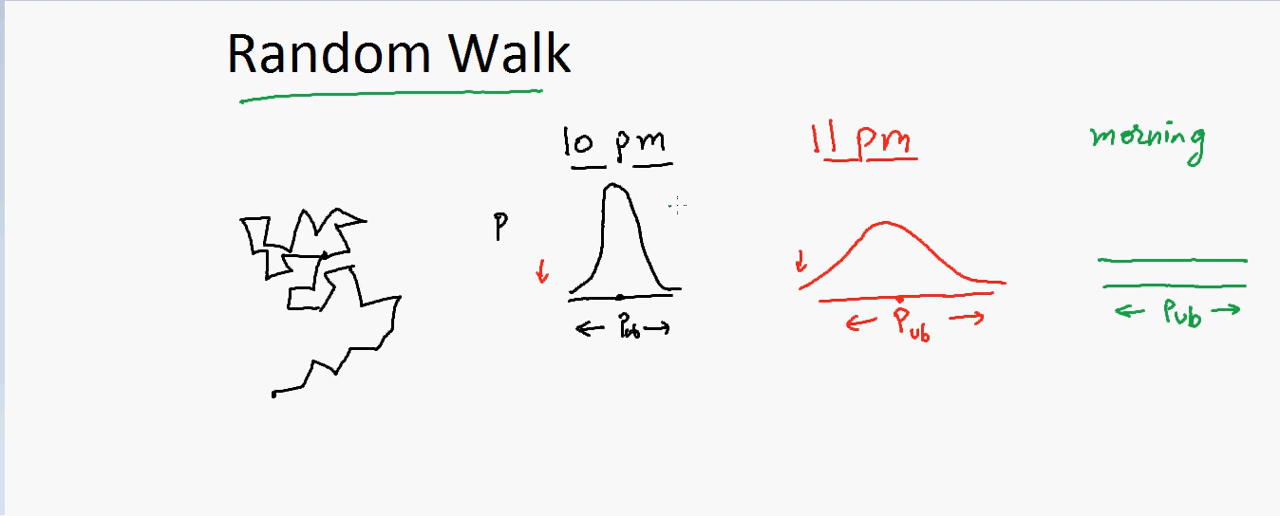 Random Walk
10 pm
11 pm
morning
P
↓
↓
← Pub →
← Pub →
← Pub →